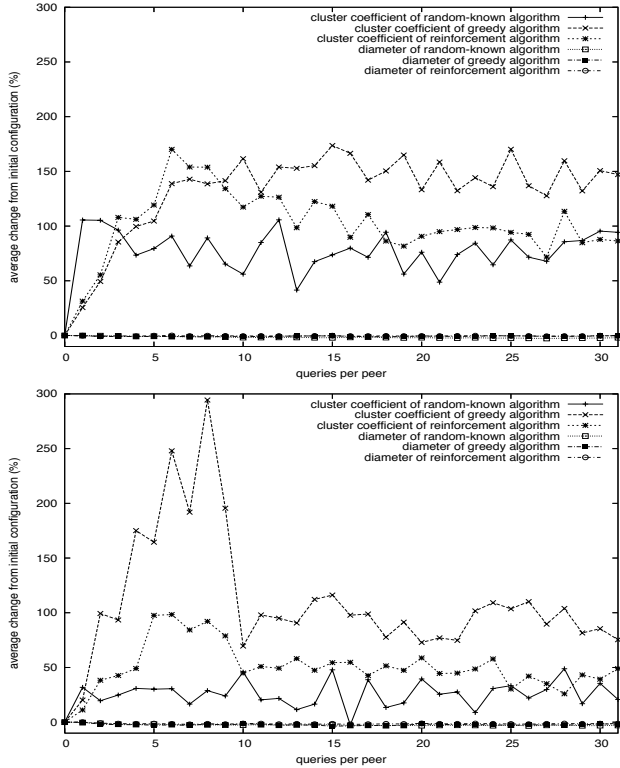 300
250
200
150
100
50
0
average change from initial configuration (%)
cluster coefficient of random-known algorithm
cluster coefficient of greedy algorithm
cluster coefficient of reinforcement algorithm
diameter of random-known algorithm
diameter of greedy algorithm
diameter of reinforcement algorithm
0 5 10 15 20 25 30
queries per peer
300
250
200
150
100
50
0
average change from initial configuration (%)
cluster coefficient of random-known algorithm
cluster coefficient of greedy algorithm
cluster coefficient of reinforcement algorithm
diameter of random-known algorithm
diameter of greedy algorithm
diameter of reinforcement algorithm
0 5 10 15 20 25 30
queries per peer